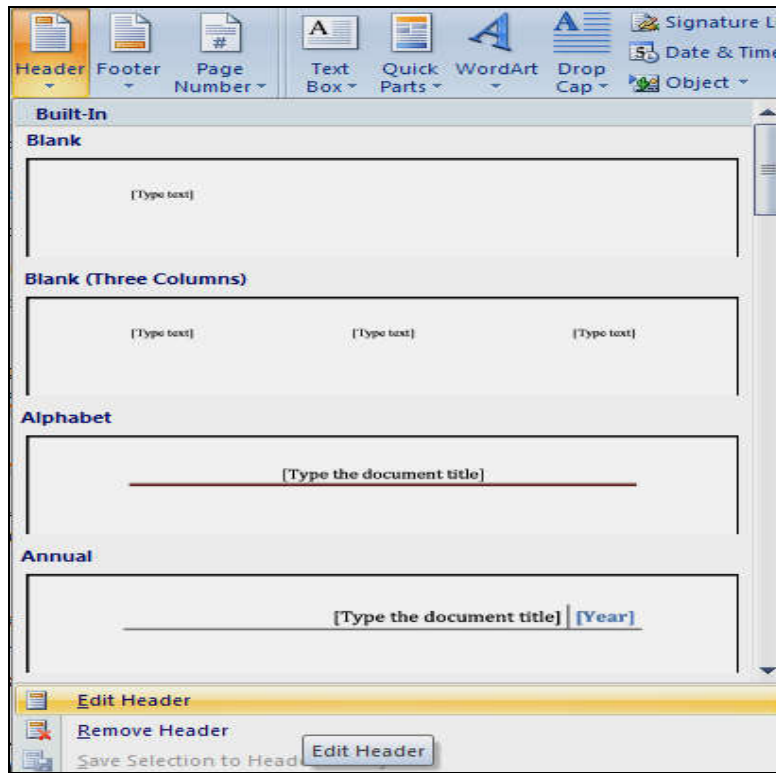 Header Footer Page Number Text Box Quick Parts WordArt Drop Cap
Signature L
Date & Time
Object
Built-In
Blank
[Type text]
Blank (Three Columns)
[Type text] [Type text] [Type text]
Alphabet
[Type the document title]
Annual
[Type the document title] [Year]
Edit Header
Remove Header
Edit Header
Save Selection to Head